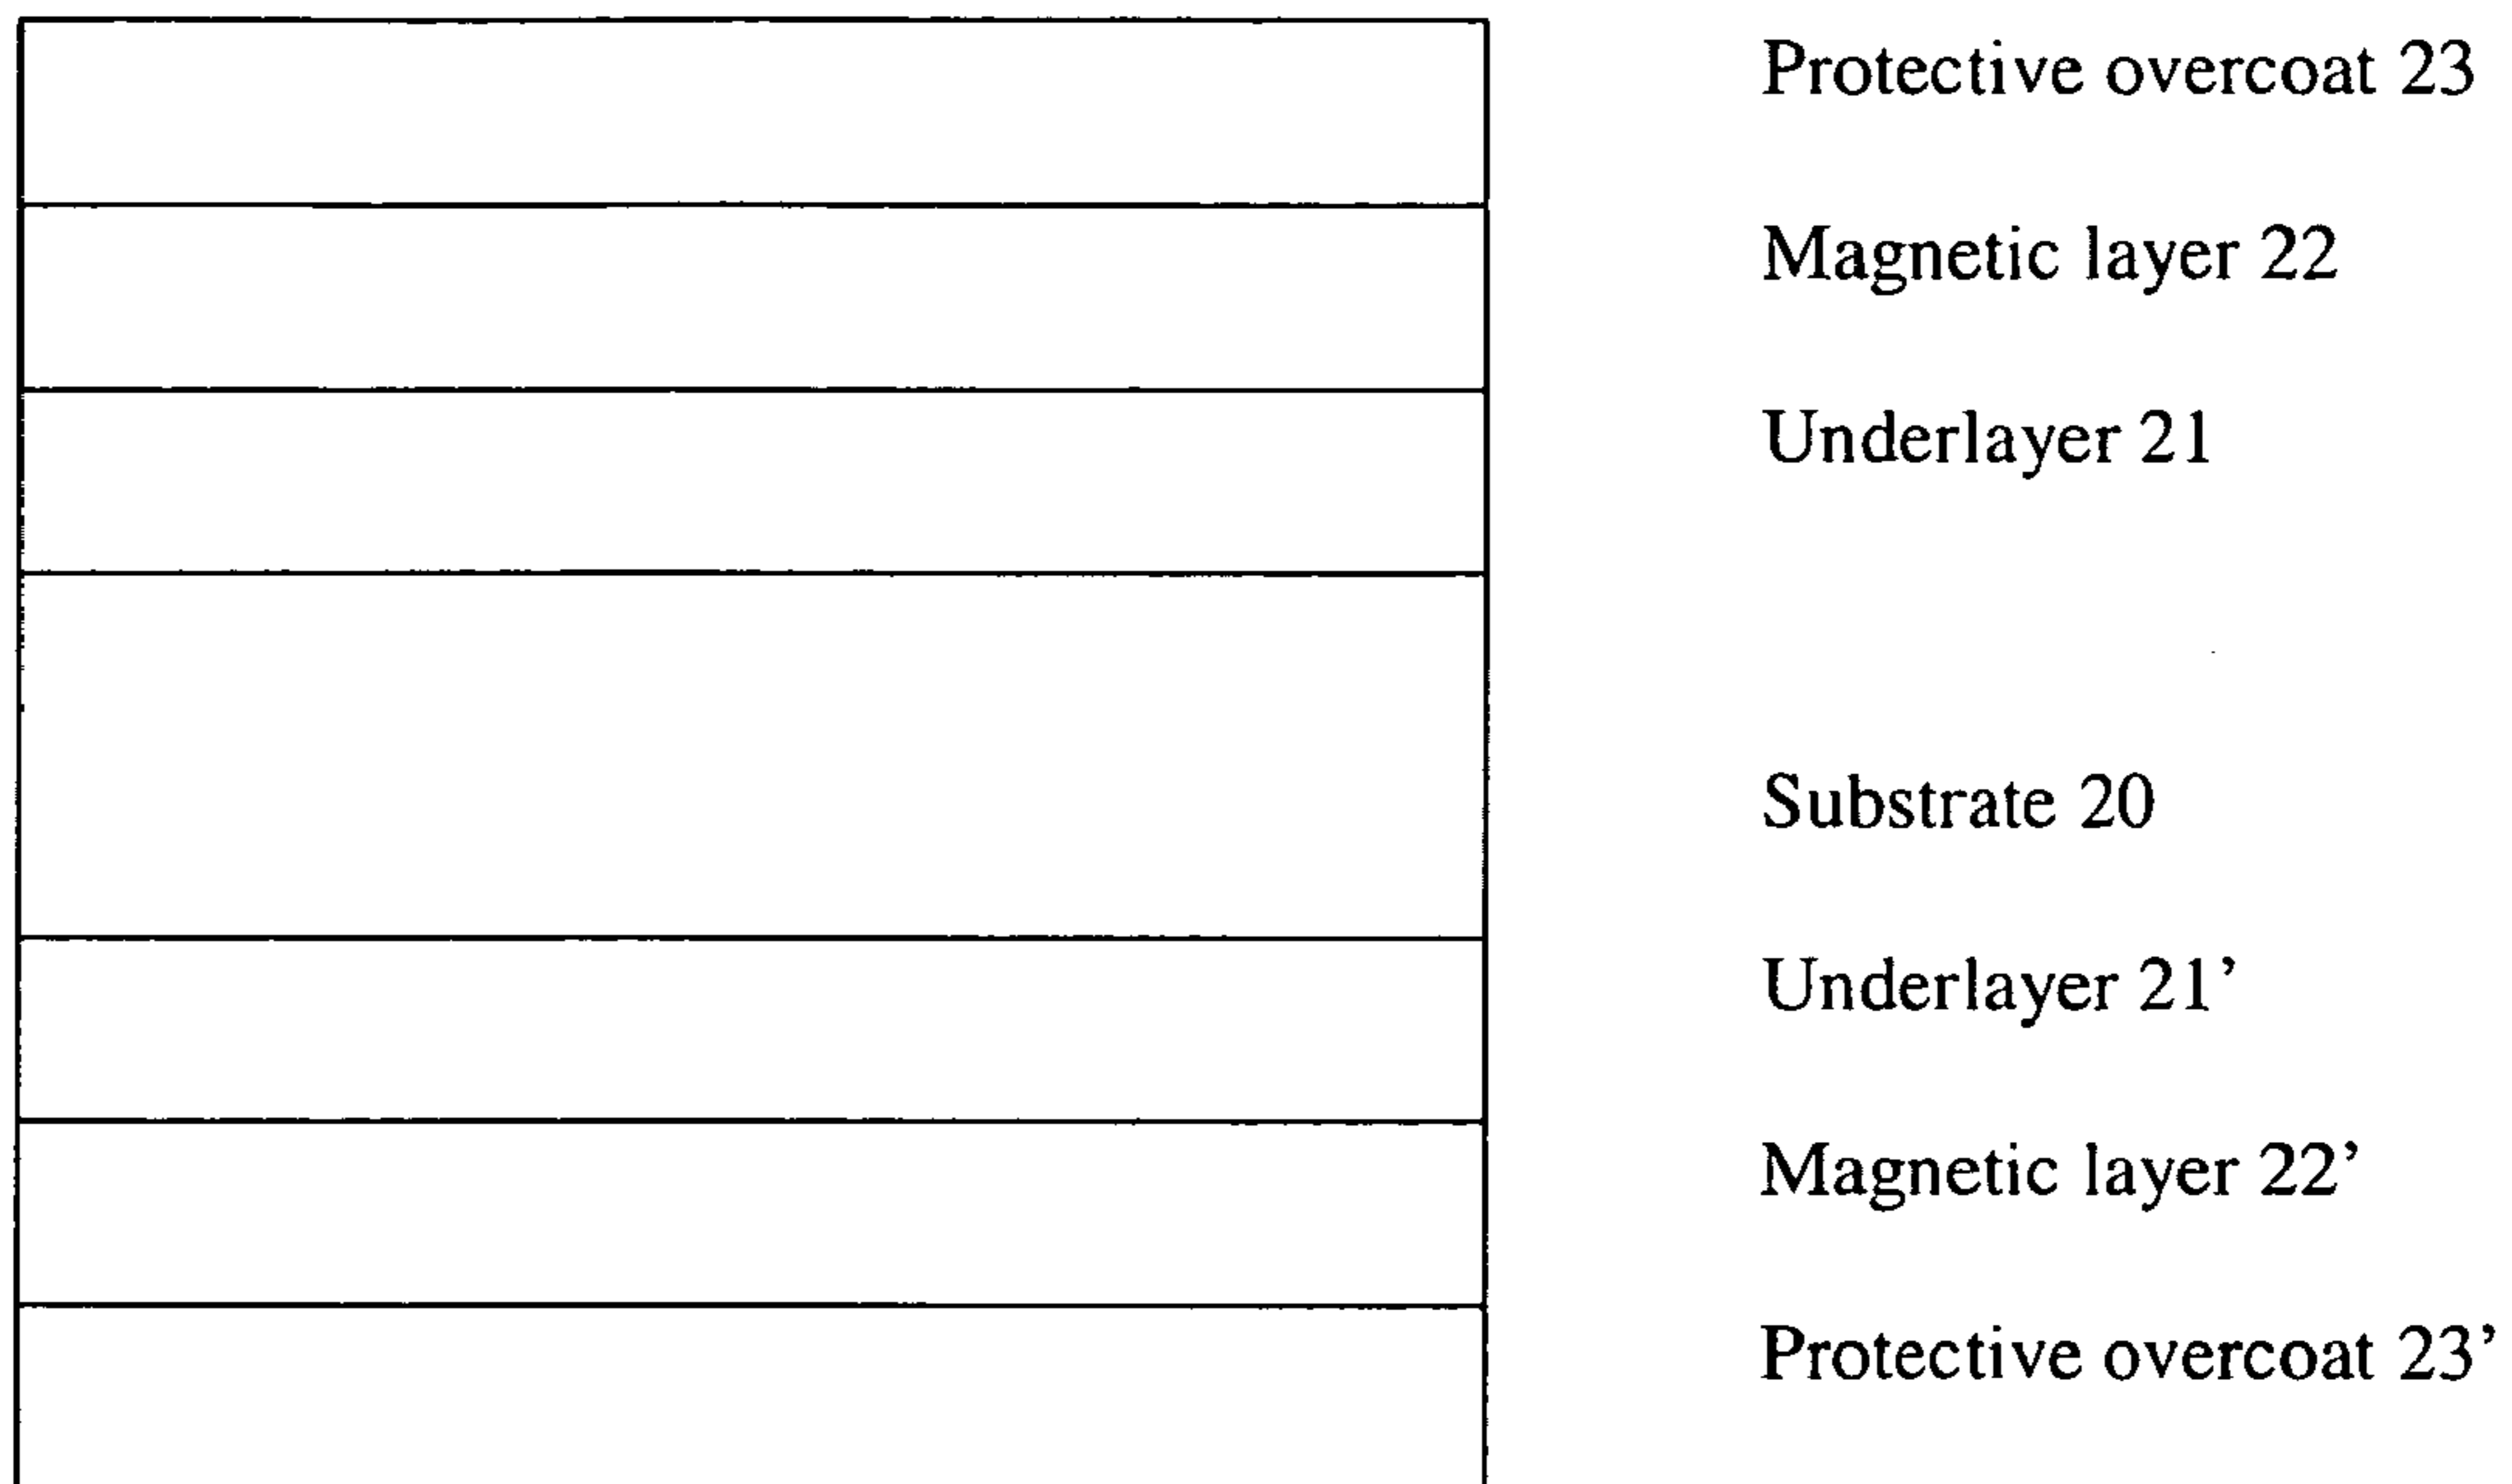 Protective overcoat 23
Magnetic layer 22
Underlayer 21
Substrate 20
Underlayer 21’
Magnetic layer 22’
Protective overcoat 23’